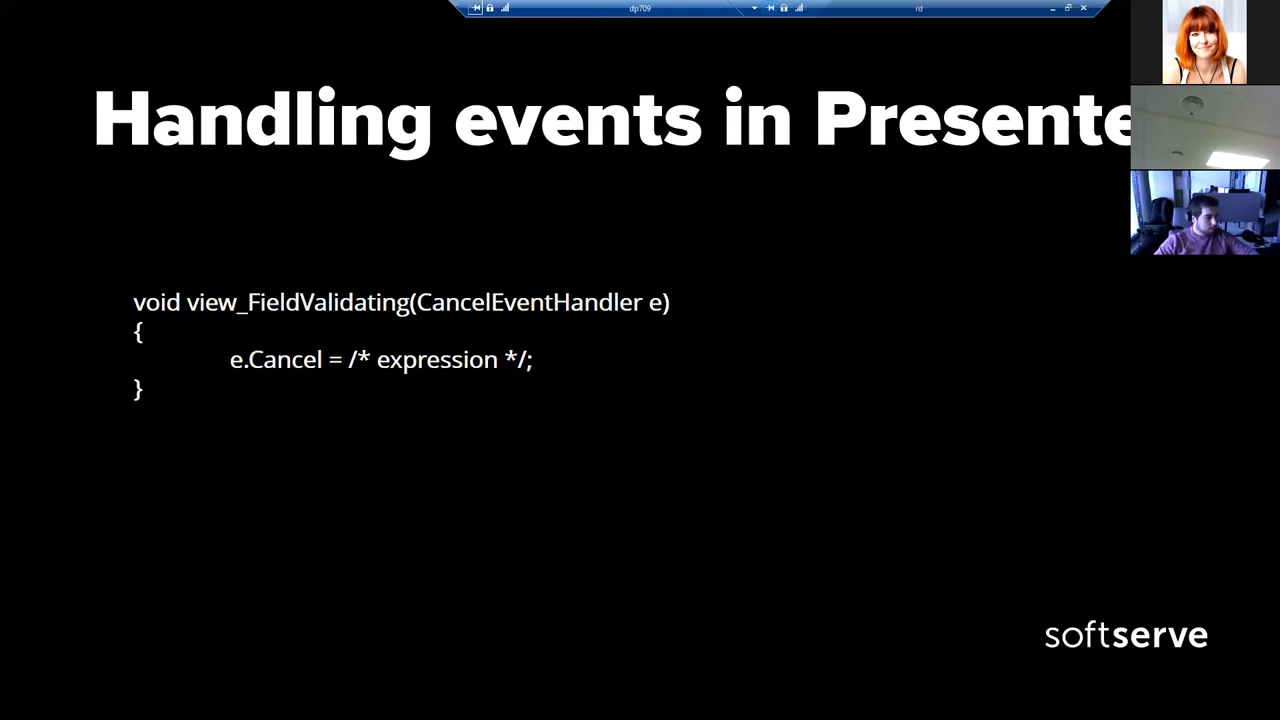 dp709
rd
Handling events in Presente
void view_FieldValidating(CancelEventHandler e)
{
e.Cancel = /* expression */;
}
softserve